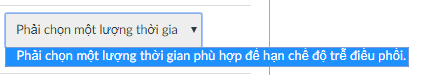 Phải chọn một lượng thời gia
Phải chọn một lượng thời gian phù hợp để hạn chế độ trễ điều phối.